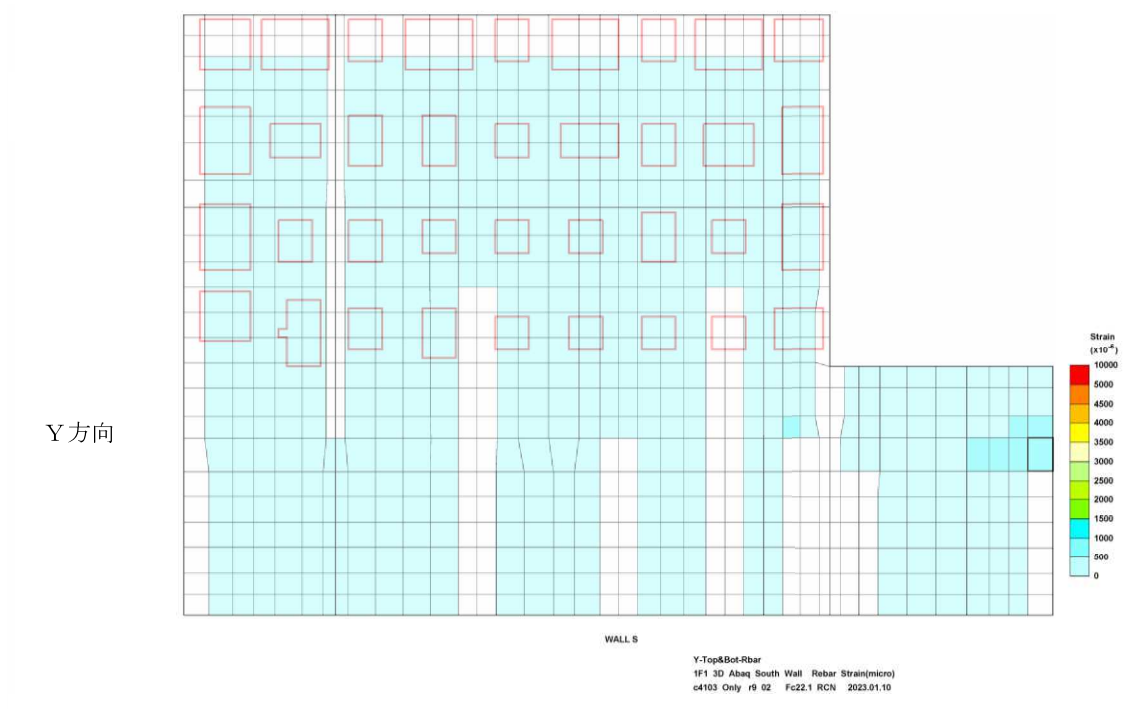 Ｙ方向
Strain
(x10⁻⁶)
10000
5000
4500
4000
3500
3000
2500
2000
1500
1000
500
0
WALL S
Y-Top&Bot-Rbar
1F1 3D Abaq South Wall Rebar Strain(micro)
c4103 Only r9 02 Fc22.1 RCN 2023.01.10